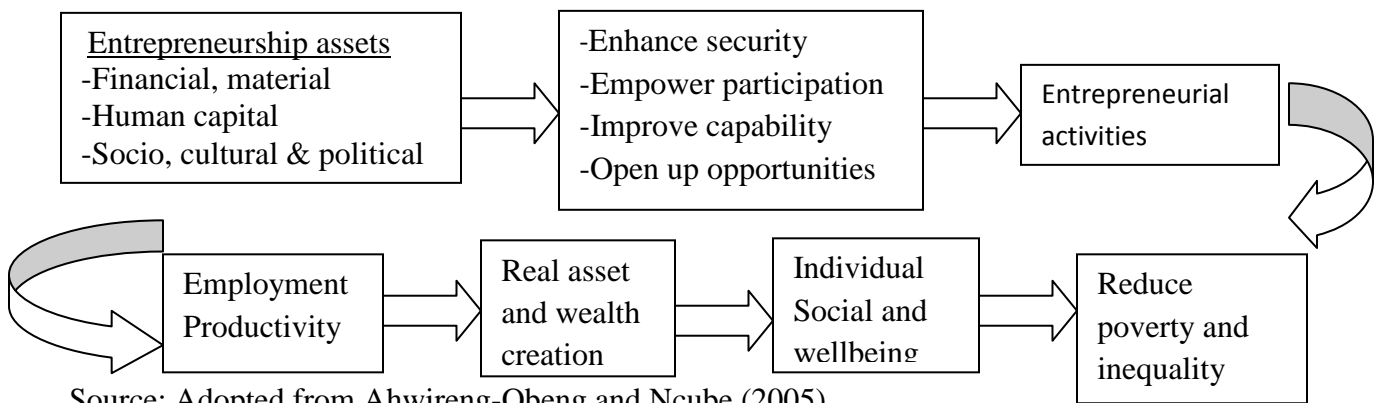 Entrepreneurship assets
-Financial, material
-Human capital
-Socio, cultural & political
-Enhance security
-Empower participation
-Improve capability
-Open up opportunities
Entrepreneurial
activities
Employment
Productivity
Real asset
and wealth
creation
Individual
Social and
wellbeing
Reduce
poverty and
inequality
Source: Adopted from Ahwireng-Obeng and Ncube (2005)